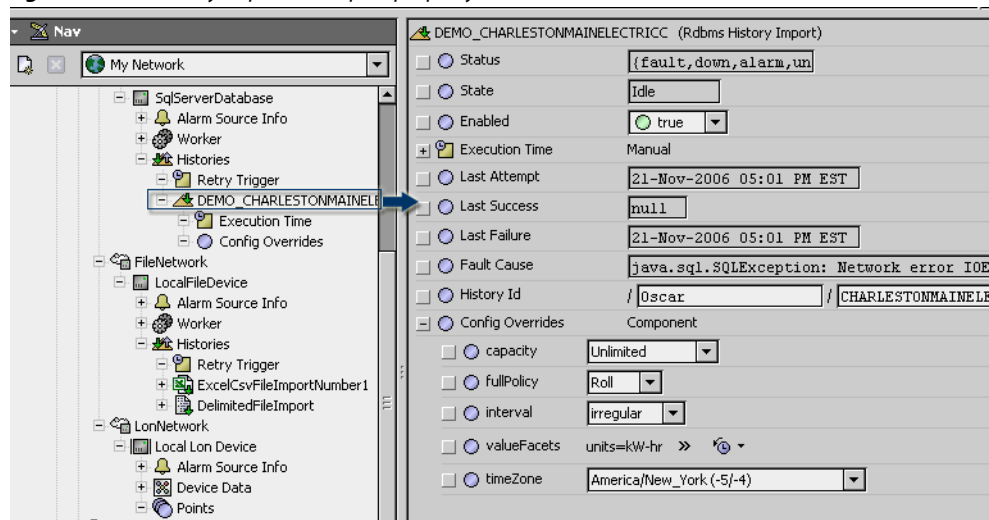 Nav
My Network
SqlServerDatabase
Alarm Source Info
Worker
Histories
Retry Trigger
DEMO_CHARLESTONMAINELE
Execution Time
Config Overrides
FileNetwork
LocalFileDevice
Alarm Source Info
Worker
Histories
Retry Trigger
ExcelCsvFileImportNumber1
DelimitedFileImport
LonNetwork
Local Lon Device
Alarm Source Info
Device Data
Points
DEMO_CHARLESTONMAINELECTRICC (Rdbms History Import)
Status {fault,down,alarm,un
State Idle
Enabled true
Execution Time Manual
Last Attempt 21-Nov-2006 05:01 PM EST
Last Success null
Last Failure 21-Nov-2006 05:01 PM EST
Fault Cause java.sql.SQLException: Network error IOE
History Id / Oscar / CHARLESTONMAINELE
Config Overrides Component
capacity Unlimited
fullPolicy Roll
interval irregular
valueFacets units=kW-hr »
timeZone America/New_York (-5/-4)